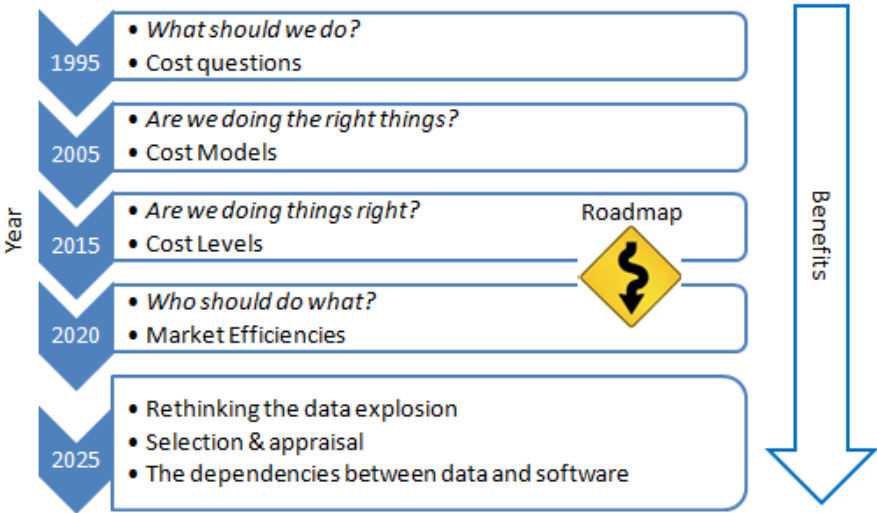 1995
• What should we do?
• Cost questions
2005
• Are we doing the right things?
• Cost Models
2015
• Are we doing things right?
• Cost Levels
Roadmap
2020
• Who should do what?
• Market Efficiencies
2025
• Rethinking the data explosion
• Selection & appraisal
• The dependencies between data and software
Year
Benefits